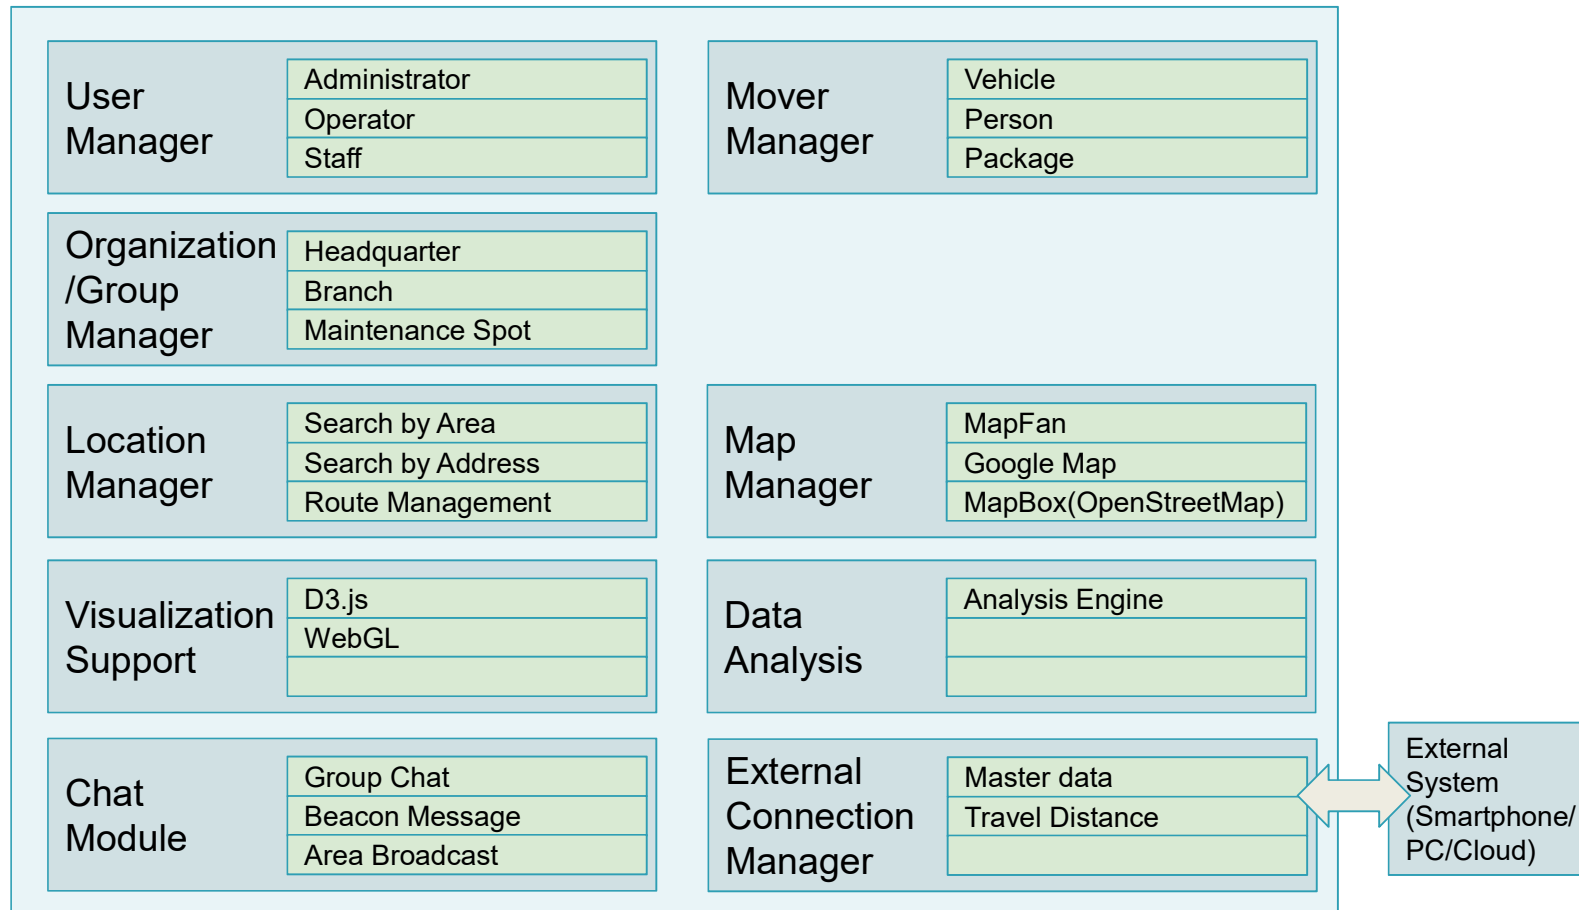 User
Manager
Administrator
Operator
Staff
Mover
Manager
Vehicle
Person
Package
Organization
/Group
Manager
Headquarter
Branch
Maintenance Spot
Location
Manager
Search by Area
Search by Address
Route Management
Map
Manager
MapFan
Google Map
MapBox(OpenStreetMap)
Visualization
Support
D3.js
WebGL
Data
Analysis
Analysis Engine
Chat
Module
Group Chat
Beacon Message
Area Broadcast
External
Connection
Manager
Master data
Travel Distance
External
System
(Smartphone/
PC/Cloud)